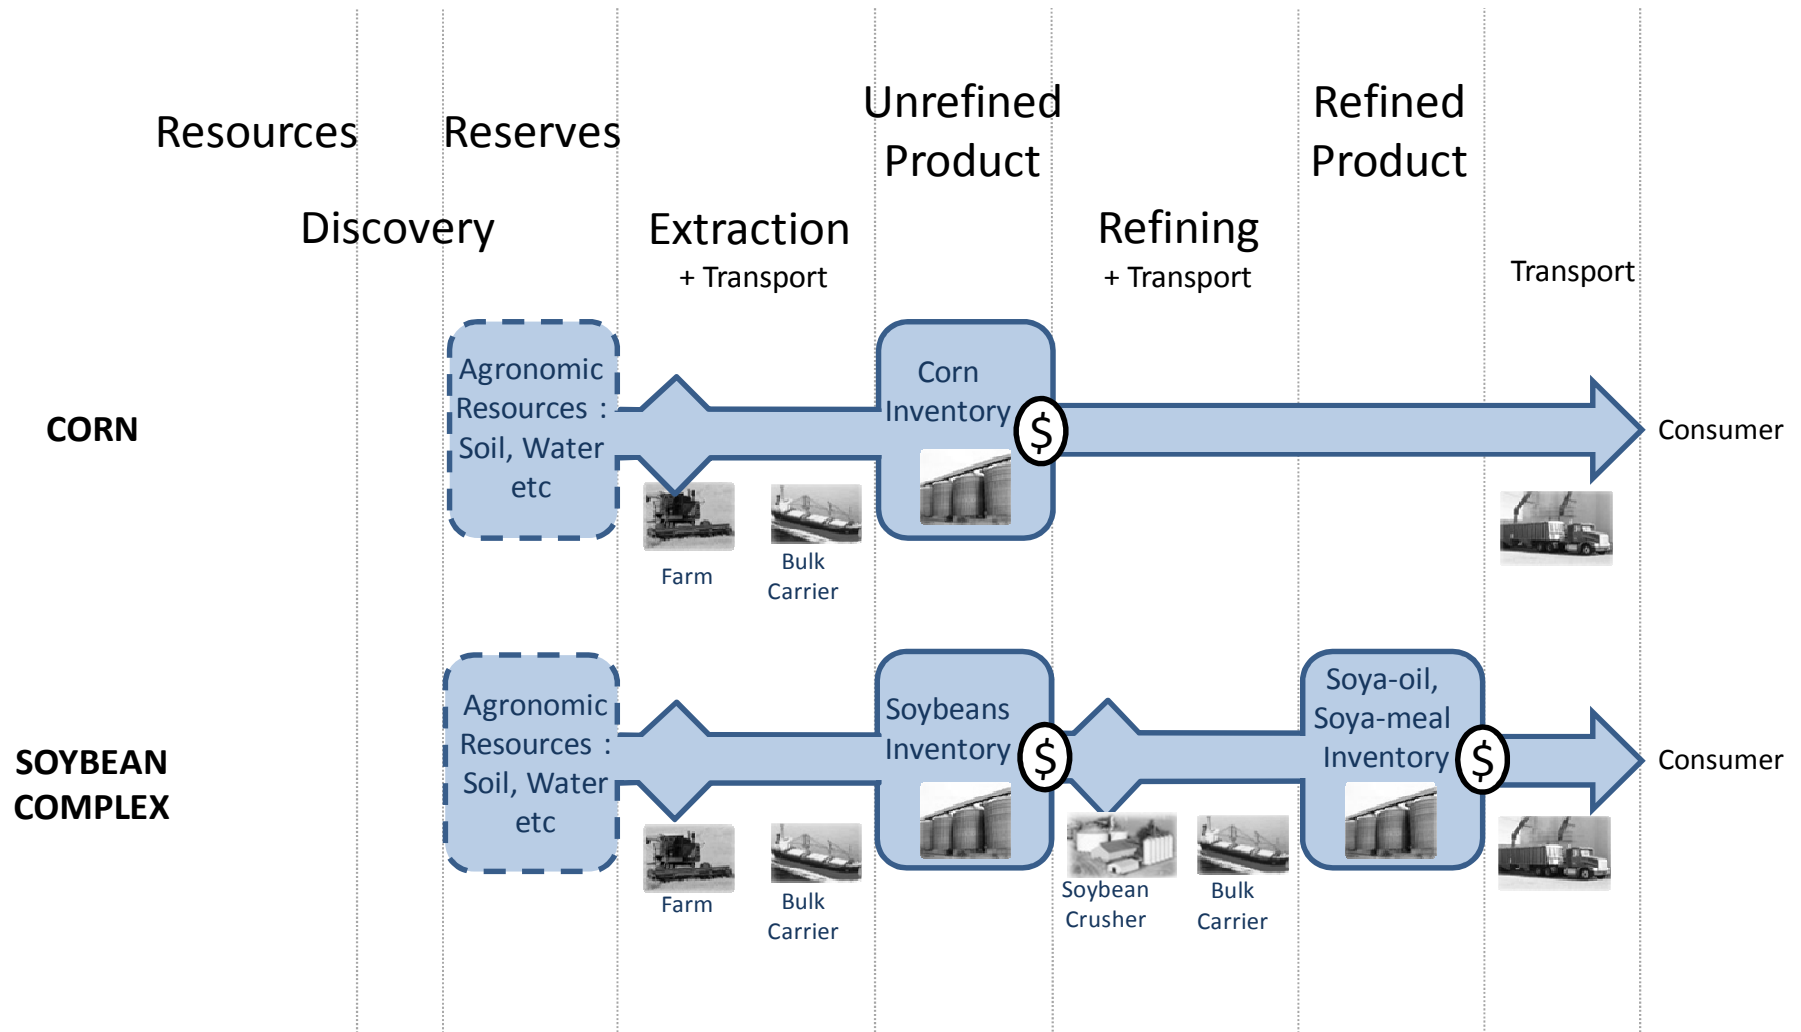 Resources
Reserves
Unrefined
Product
Refined
Product
Discovery
Extraction
+ Transport
Refining
+ Transport
Transport
CORN
Agronomic
Resources :
Soil, Water
etc
Corn
Inventory
$
Consumer
Farm
Bulk
Carrier
SOYBEAN
COMPLEX
Agronomic
Resources :
Soil, Water
etc
Soybeans
Inventory
$
Soya-oil,
Soya-meal
Inventory
$
Consumer
Farm
Bulk
Carrier
Soybean
Crusher
Bulk
Carrier